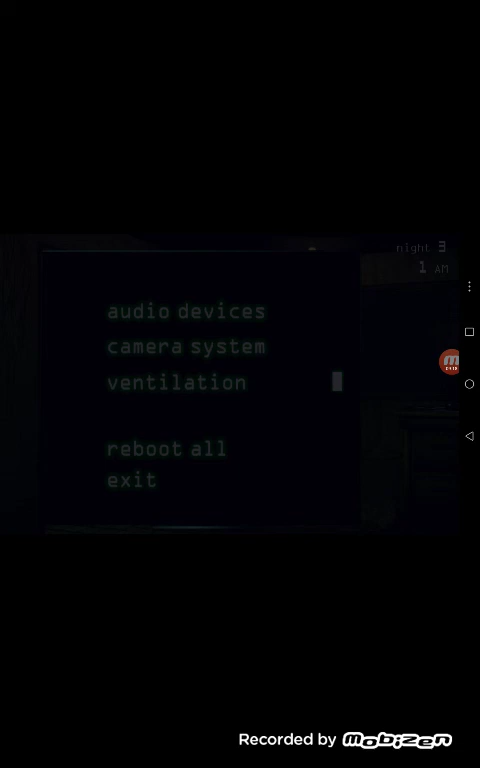 night 3
1 AM
audio devices
camera system
ventilation
reboot all
exit
Recorded by Mobizen